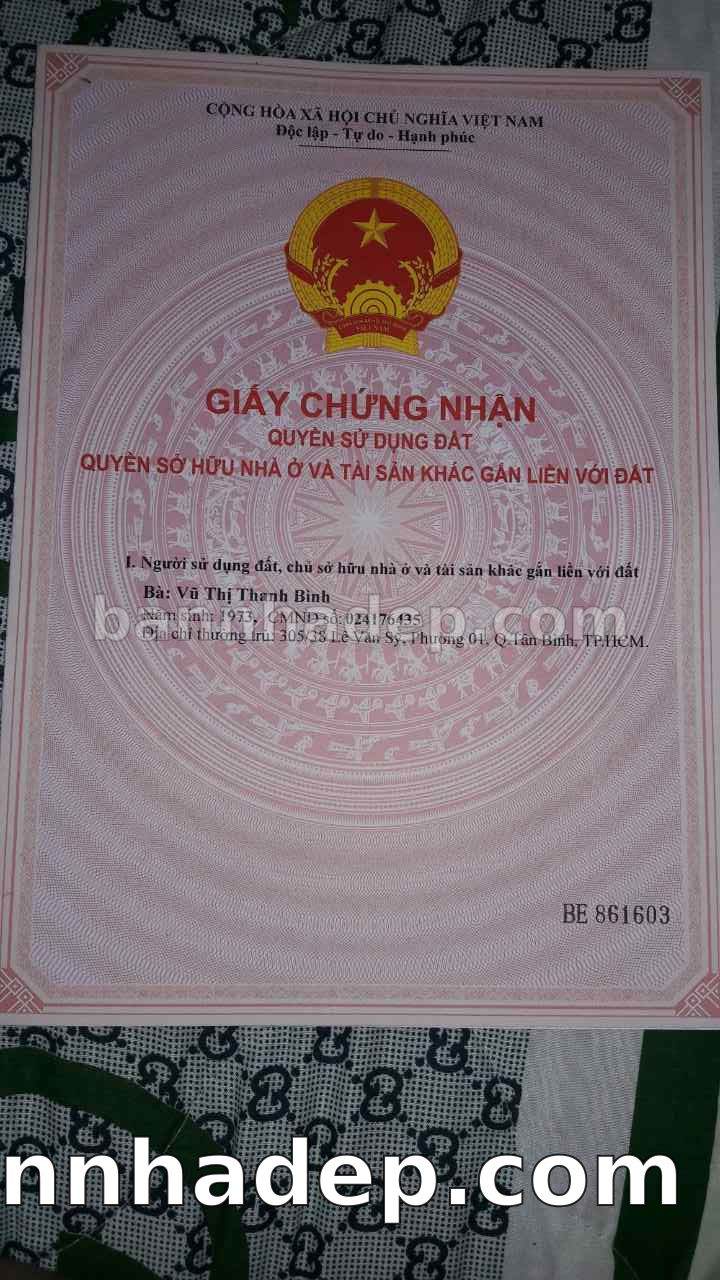 CỘNG HÒA XÃ HỘI CHỦ NGHĨA VIỆT NAM
Độc lập - Tự do - Hạnh phúc
VIỆT NAM
GIẤY CHỨNG NHẬN
QUYỀN SỬ DỤNG ĐẤT
QUYỀN SỞ HỮU NHÀ Ở VÀ TÀI SẢN KHÁC GẮN LIỀN VỚI ĐẤT
I. Người sử dụng đất, chủ sở hữu nhà ở và tài sản khác gắn liền với đất
Bà: Vũ Thị Thanh Bình
Năm sinh: 1973, CMND số: 024176435
bannhadep.com
Địa chỉ thường trú: 305/38 Lê Văn Sỹ, Phường 01, Q.Tân Bình, TP.HCM.
BE 861603
nnhadep.com